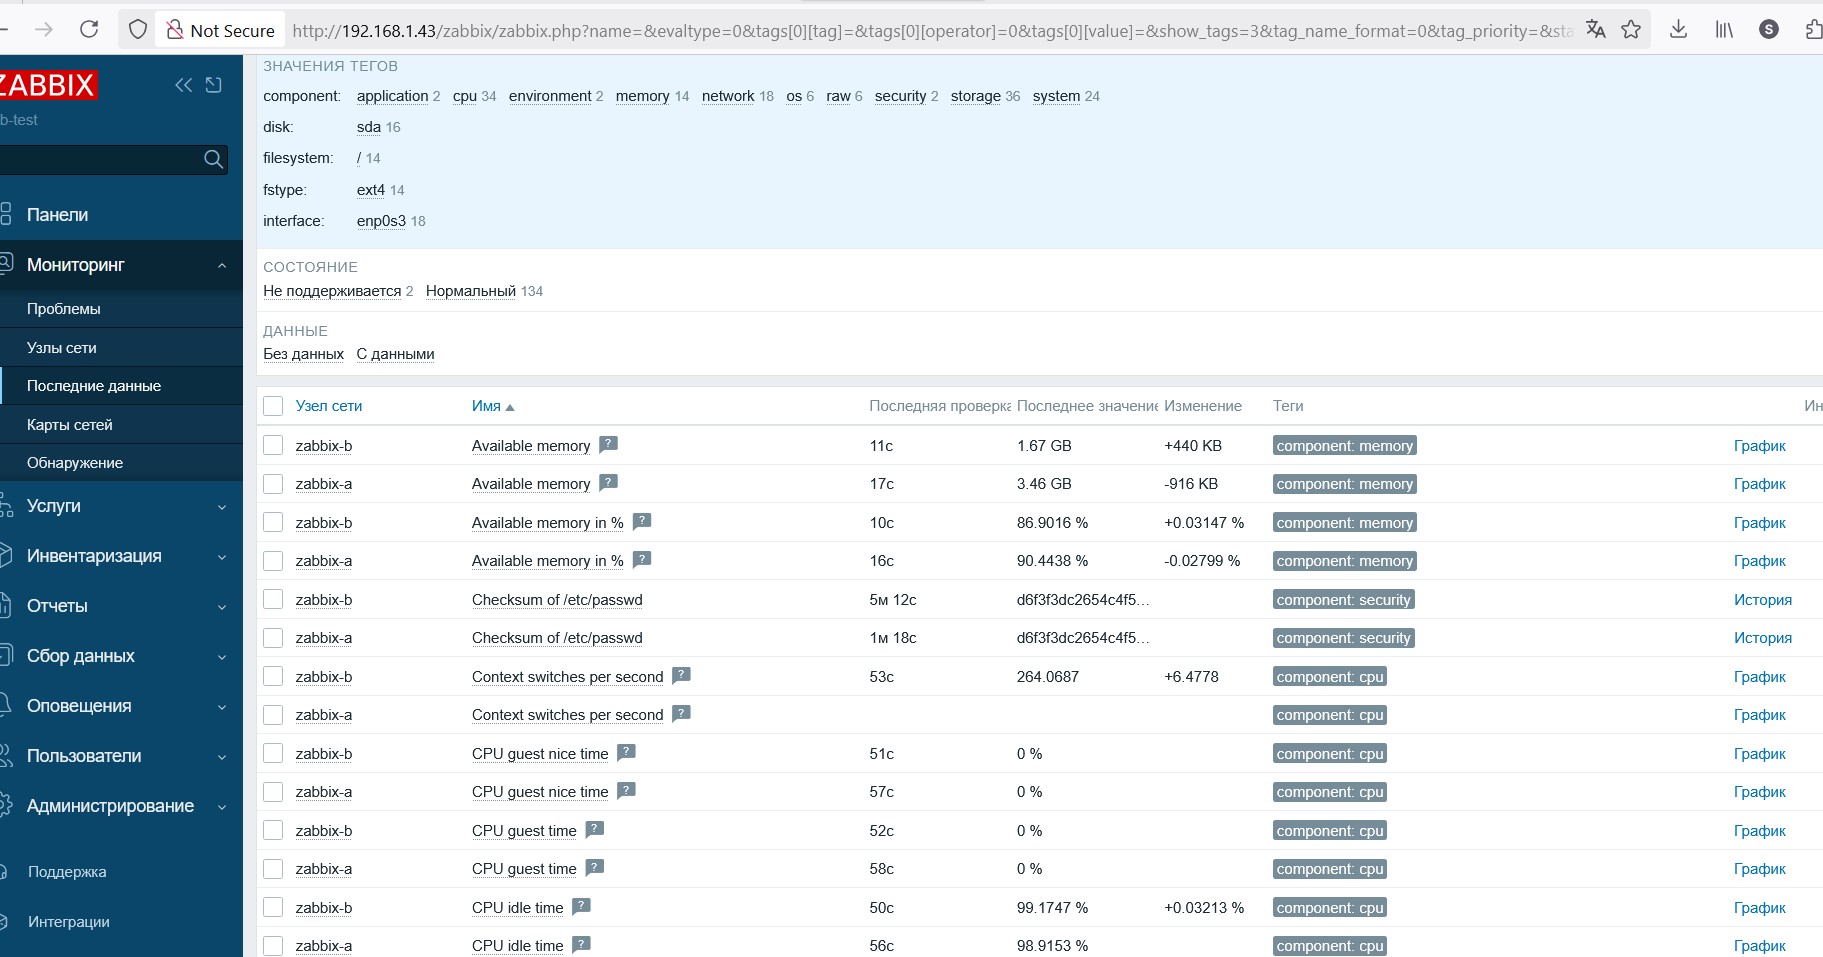 Not Secure http://192.168.1.43/zabbix/zabbix.php?name=&evaltype=0&tags[0][tag]=&tags[0][operator]=0&tags[0][value]=&show_tags=3&tag_name_format=0&tag_priority=&sta
S
ZABBIX
b-test
Панели
Мониторинг
Проблемы
Узлы сети
Последние данные
Карты сетей
Обнаружение
Услуги
Инвентаризация
Отчеты
Сбор данных
Оповещения
Пользователи
Администрирование
Поддержка
Интеграции
ЗНАЧЕНИЯ ТЕГОВ
component: application 2 cpu 34 environment 2 memory 14 network 18 os 6 raw 6 security 2 storage 36 system 24
disk: sda 16
filesystem: / 14
fstype: ext4 14
interface: enp0s3 18
СОСТОЯНИЕ
Не поддерживается 2 Нормальный 134
ДАННЫЕ
Без данных С данными
Узел сети Имя Последняя проверка Последнее значение Изменение Теги Ин
zabbix-b Available memory ? 11с 1.67 GB +440 KB component: memory График
zabbix-a Available memory ? 17с 3.46 GB -916 KB component: memory График
zabbix-b Available memory in % ? 10с 86.9016 % +0.03147 % component: memory График
zabbix-a Available memory in % ? 16с 90.4438 % -0.02799 % component: memory График
zabbix-b Checksum of /etc/passwd 5м 12с d6f3f3dc2654c4f5... component: security История
zabbix-a Checksum of /etc/passwd 1м 18с d6f3f3dc2654c4f5... component: security История
zabbix-b Context switches per second ? 53с 264.0687 +6.4778 component: cpu График
zabbix-a Context switches per second ? component: cpu График
zabbix-b CPU guest nice time ? 51с 0 % component: cpu График
zabbix-a CPU guest nice time ? 57с 0 % component: cpu График
zabbix-b CPU guest time ? 52с 0 % component: cpu График
zabbix-a CPU guest time ? 58с 0 % component: cpu График
zabbix-b CPU idle time ? 50с 99.1747 % +0.03213 % component: cpu График
zabbix-a CPU idle time ? 56с 98.9153 % component: cpu График